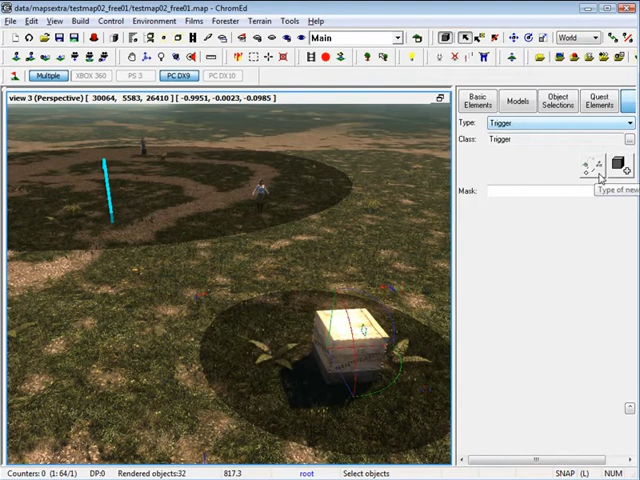 data/mapsextra/testmap02_free01/testmap02_free01.map - ChromEd
Edit Tools View Build Control Environment Films Forester Terrain Tests Layout Help
Main World
Multiple XBOX 360 PS 3 PC DX9 PC DX10
view 3 (Perspective) [ 30064, 5583, 26410] [ -0.9951, -0.0023, -0.0985]
Basic Elements Models Object Selections Quest Elements
Type: Trigger
Class: Trigger ...
Type of new
Mask:
Counters: 0 (1: 64/1) DP:0 Rendered objects:32 817.3 root Select objects SNAP (L) NUM